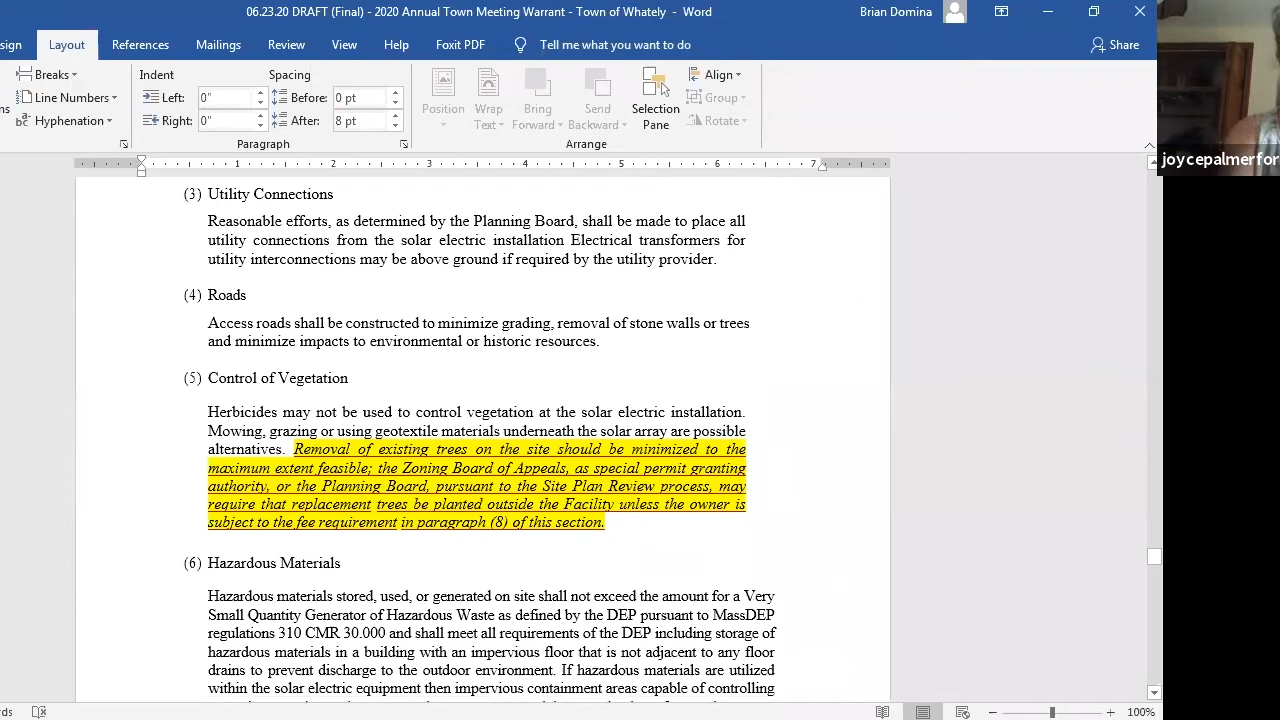 06.23.20 DRAFT (Final) - 2020 Annual Town Meeting Warrant - Town of Whately - Word
Brian Domina
sign Layout References Mailings Review View Help Foxit PDF Tell me what you want to do Share
Breaks
Line Numbers
Hyphenation
Indent Spacing
Left: 0" Before: 0 pt
Right: 0" After: 8 pt
Paragraph
Position
Wrap Text
Bring Forward
Send Backward
Selection Pane
Align
Group
Rotate
Arrange
joycepalmerfor
1 2 3 4 5 6 7
(3) Utility Connections
Reasonable efforts, as determined by the Planning Board, shall be made to place all
utility connections from the solar electric installation Electrical transformers for
utility interconnections may be above ground if required by the utility provider.
(4) Roads
Access roads shall be constructed to minimize grading, removal of stone walls or trees
and minimize impacts to environmental or historic resources.
(5) Control of Vegetation
Herbicides may not be used to control vegetation at the solar electric installation.
Mowing, grazing or using geotextile materials underneath the solar array are possible
alternatives. Removal of existing trees on the site should be minimized to the
maximum extent feasible; the Zoning Board of Appeals, as special permit granting
authority, or the Planning Board, pursuant to the Site Plan Review process, may
require that replacement trees be planted outside the Facility unless the owner is
subject to the fee requirement in paragraph (8) of this section.
(6) Hazardous Materials
Hazardous materials stored, used, or generated on site shall not exceed the amount for a Very
Small Quantity Generator of Hazardous Waste as defined by the DEP pursuant to MassDEP
regulations 310 CMR 30.000 and shall meet all requirements of the DEP including storage of
hazardous materials in a building with an impervious floor that is not adjacent to any floor
drains to prevent discharge to the outdoor environment. If hazardous materials are utilized
within the solar electric equipment then impervious containment areas capable of controlling
rds
100%